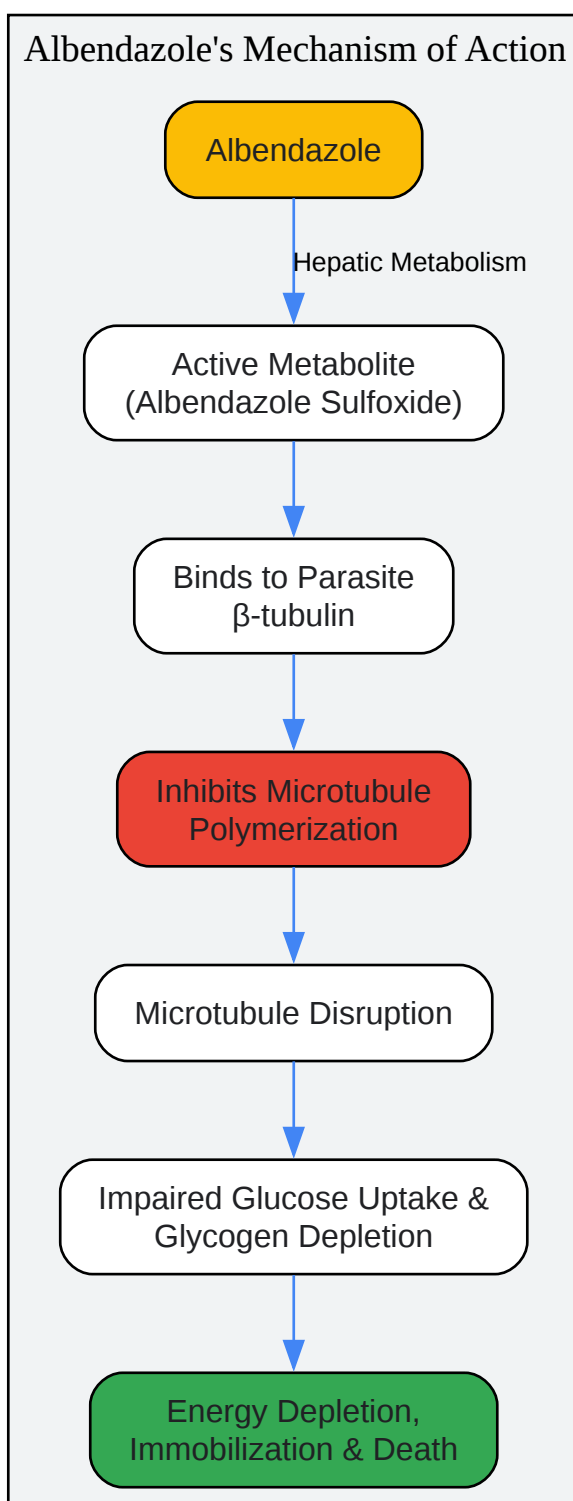 Albendazole's Mechanism of Action
Albendazole
Hepatic Metabolism
Active Metabolite
(Albendazole Sulfoxide)
Binds to Parasite
β-tubulin
Inhibits Microtubule
Polymerization
Microtubule Disruption
Impaired Glucose Uptake &
Glycogen Depletion
Energy Depletion,
Immobilization & Death